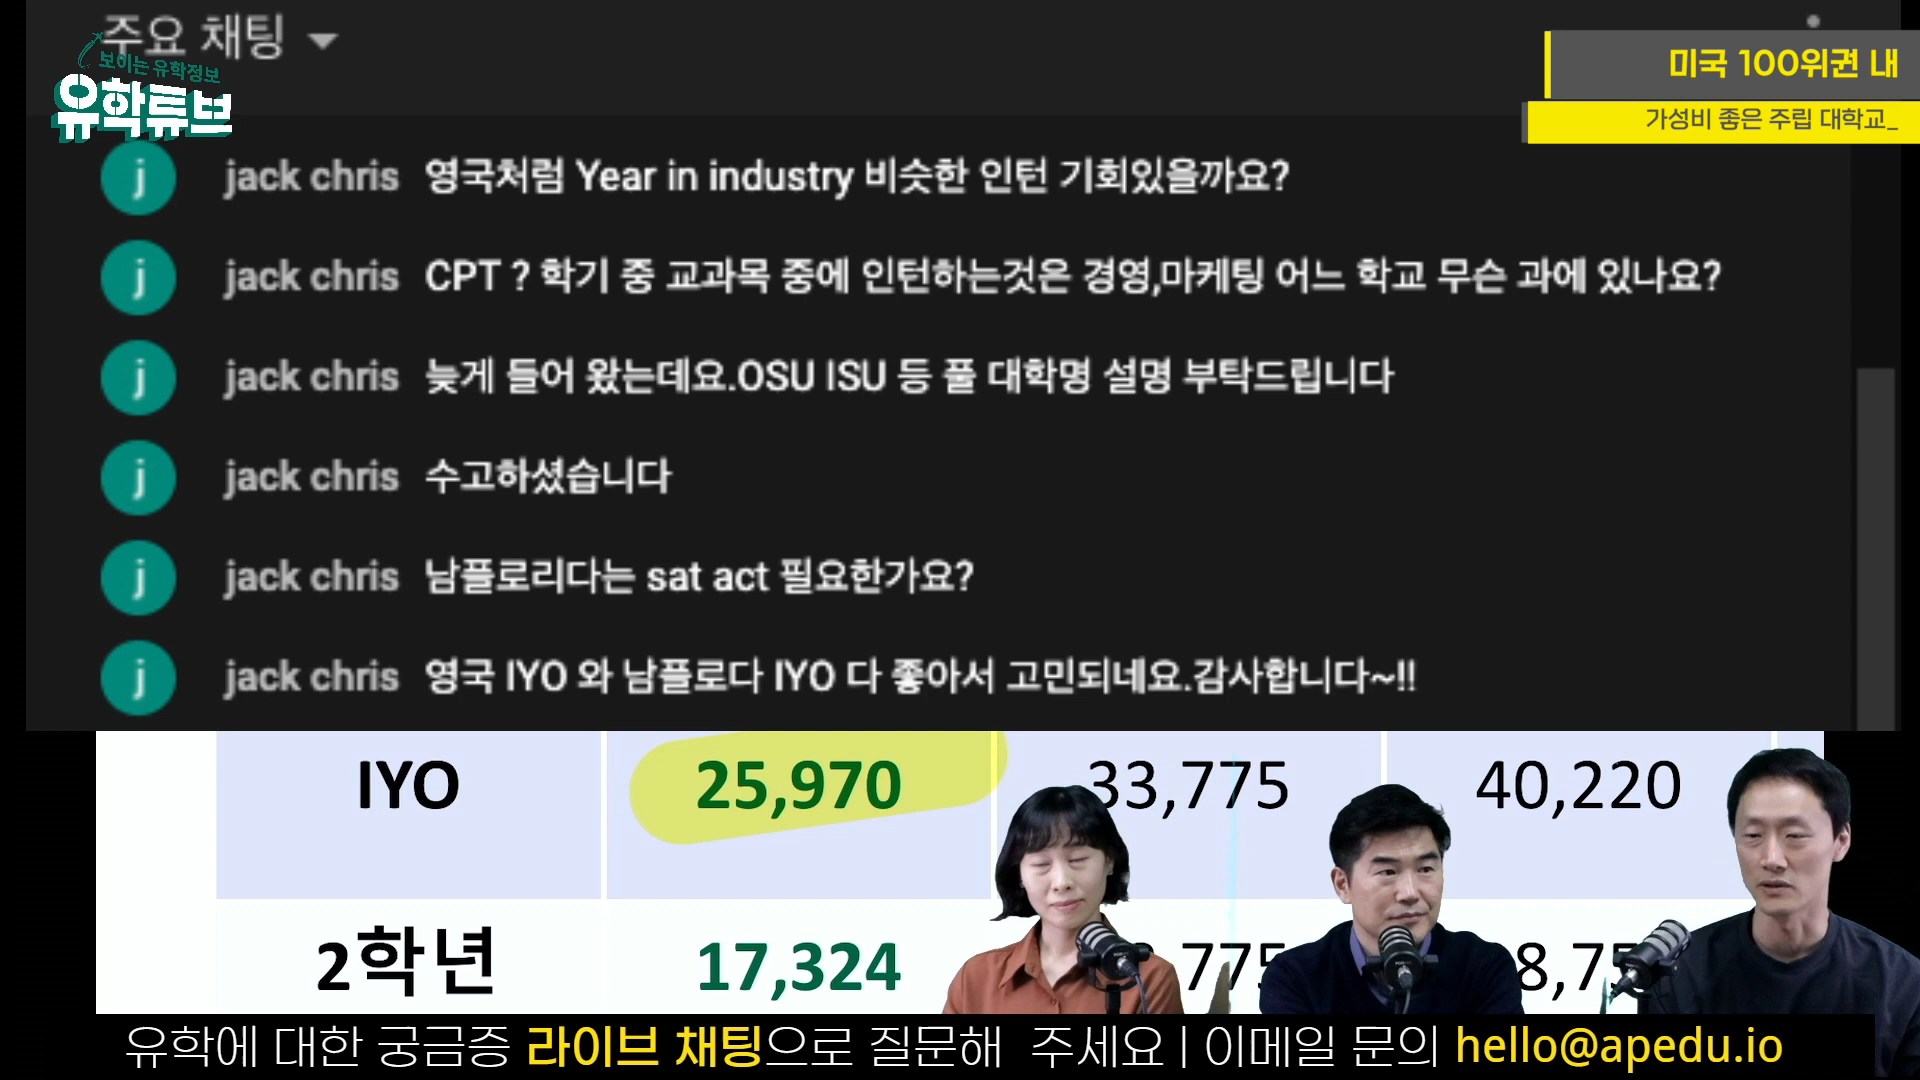 주요 채팅
보이는 유학정보
유학튜브
미국 100위권 내
가성비 좋은 주립 대학교_
j jack chris 영국처럼 Year in industry 비슷한 인턴 기회있을까요?
j jack chris CPT ? 학기 중 교과목 중에 인턴하는것은 경영,마케팅 어느 학교 무슨 과에 있나요?
j jack chris 늦게 들어 왔는데요.OSU ISU 등 풀 대학명 설명 부탁드립니다
j jack chris 수고하셨습니다
j jack chris 남플로리다는 sat act 필요한가요?
j jack chris 영국 IYO 와 남플로다 IYO 다 좋아서 고민되네요.감사합니다~!!
IYO 25,970 33,775 40,220
2학년 17,324
유학에 대한 궁금증 라이브 채팅으로 질문해 주세요 | 이메일 문의 hello@apedu.io